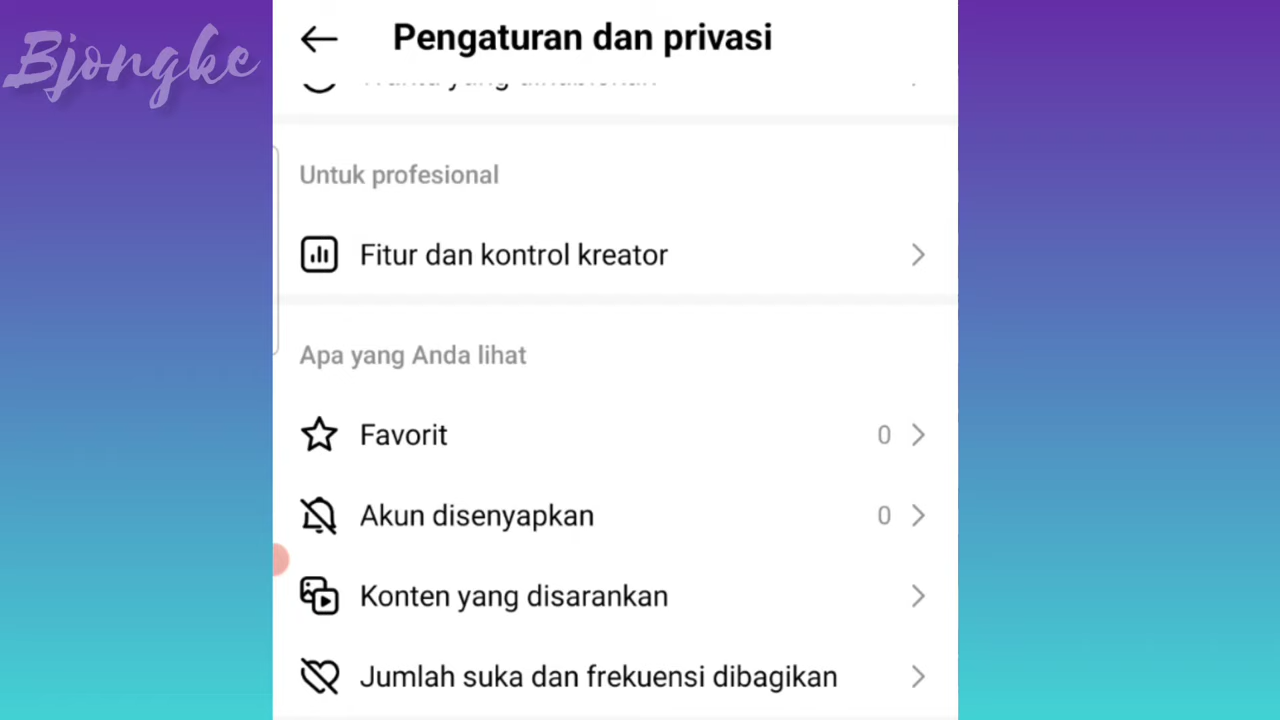 Bjongke
Pengaturan dan privasi
Untuk profesional
Fitur dan kontrol kreator
Apa yang Anda lihat
Favorit 0
Akun disenyapkan 0
Konten yang disarankan
Jumlah suka dan frekuensi dibagikan